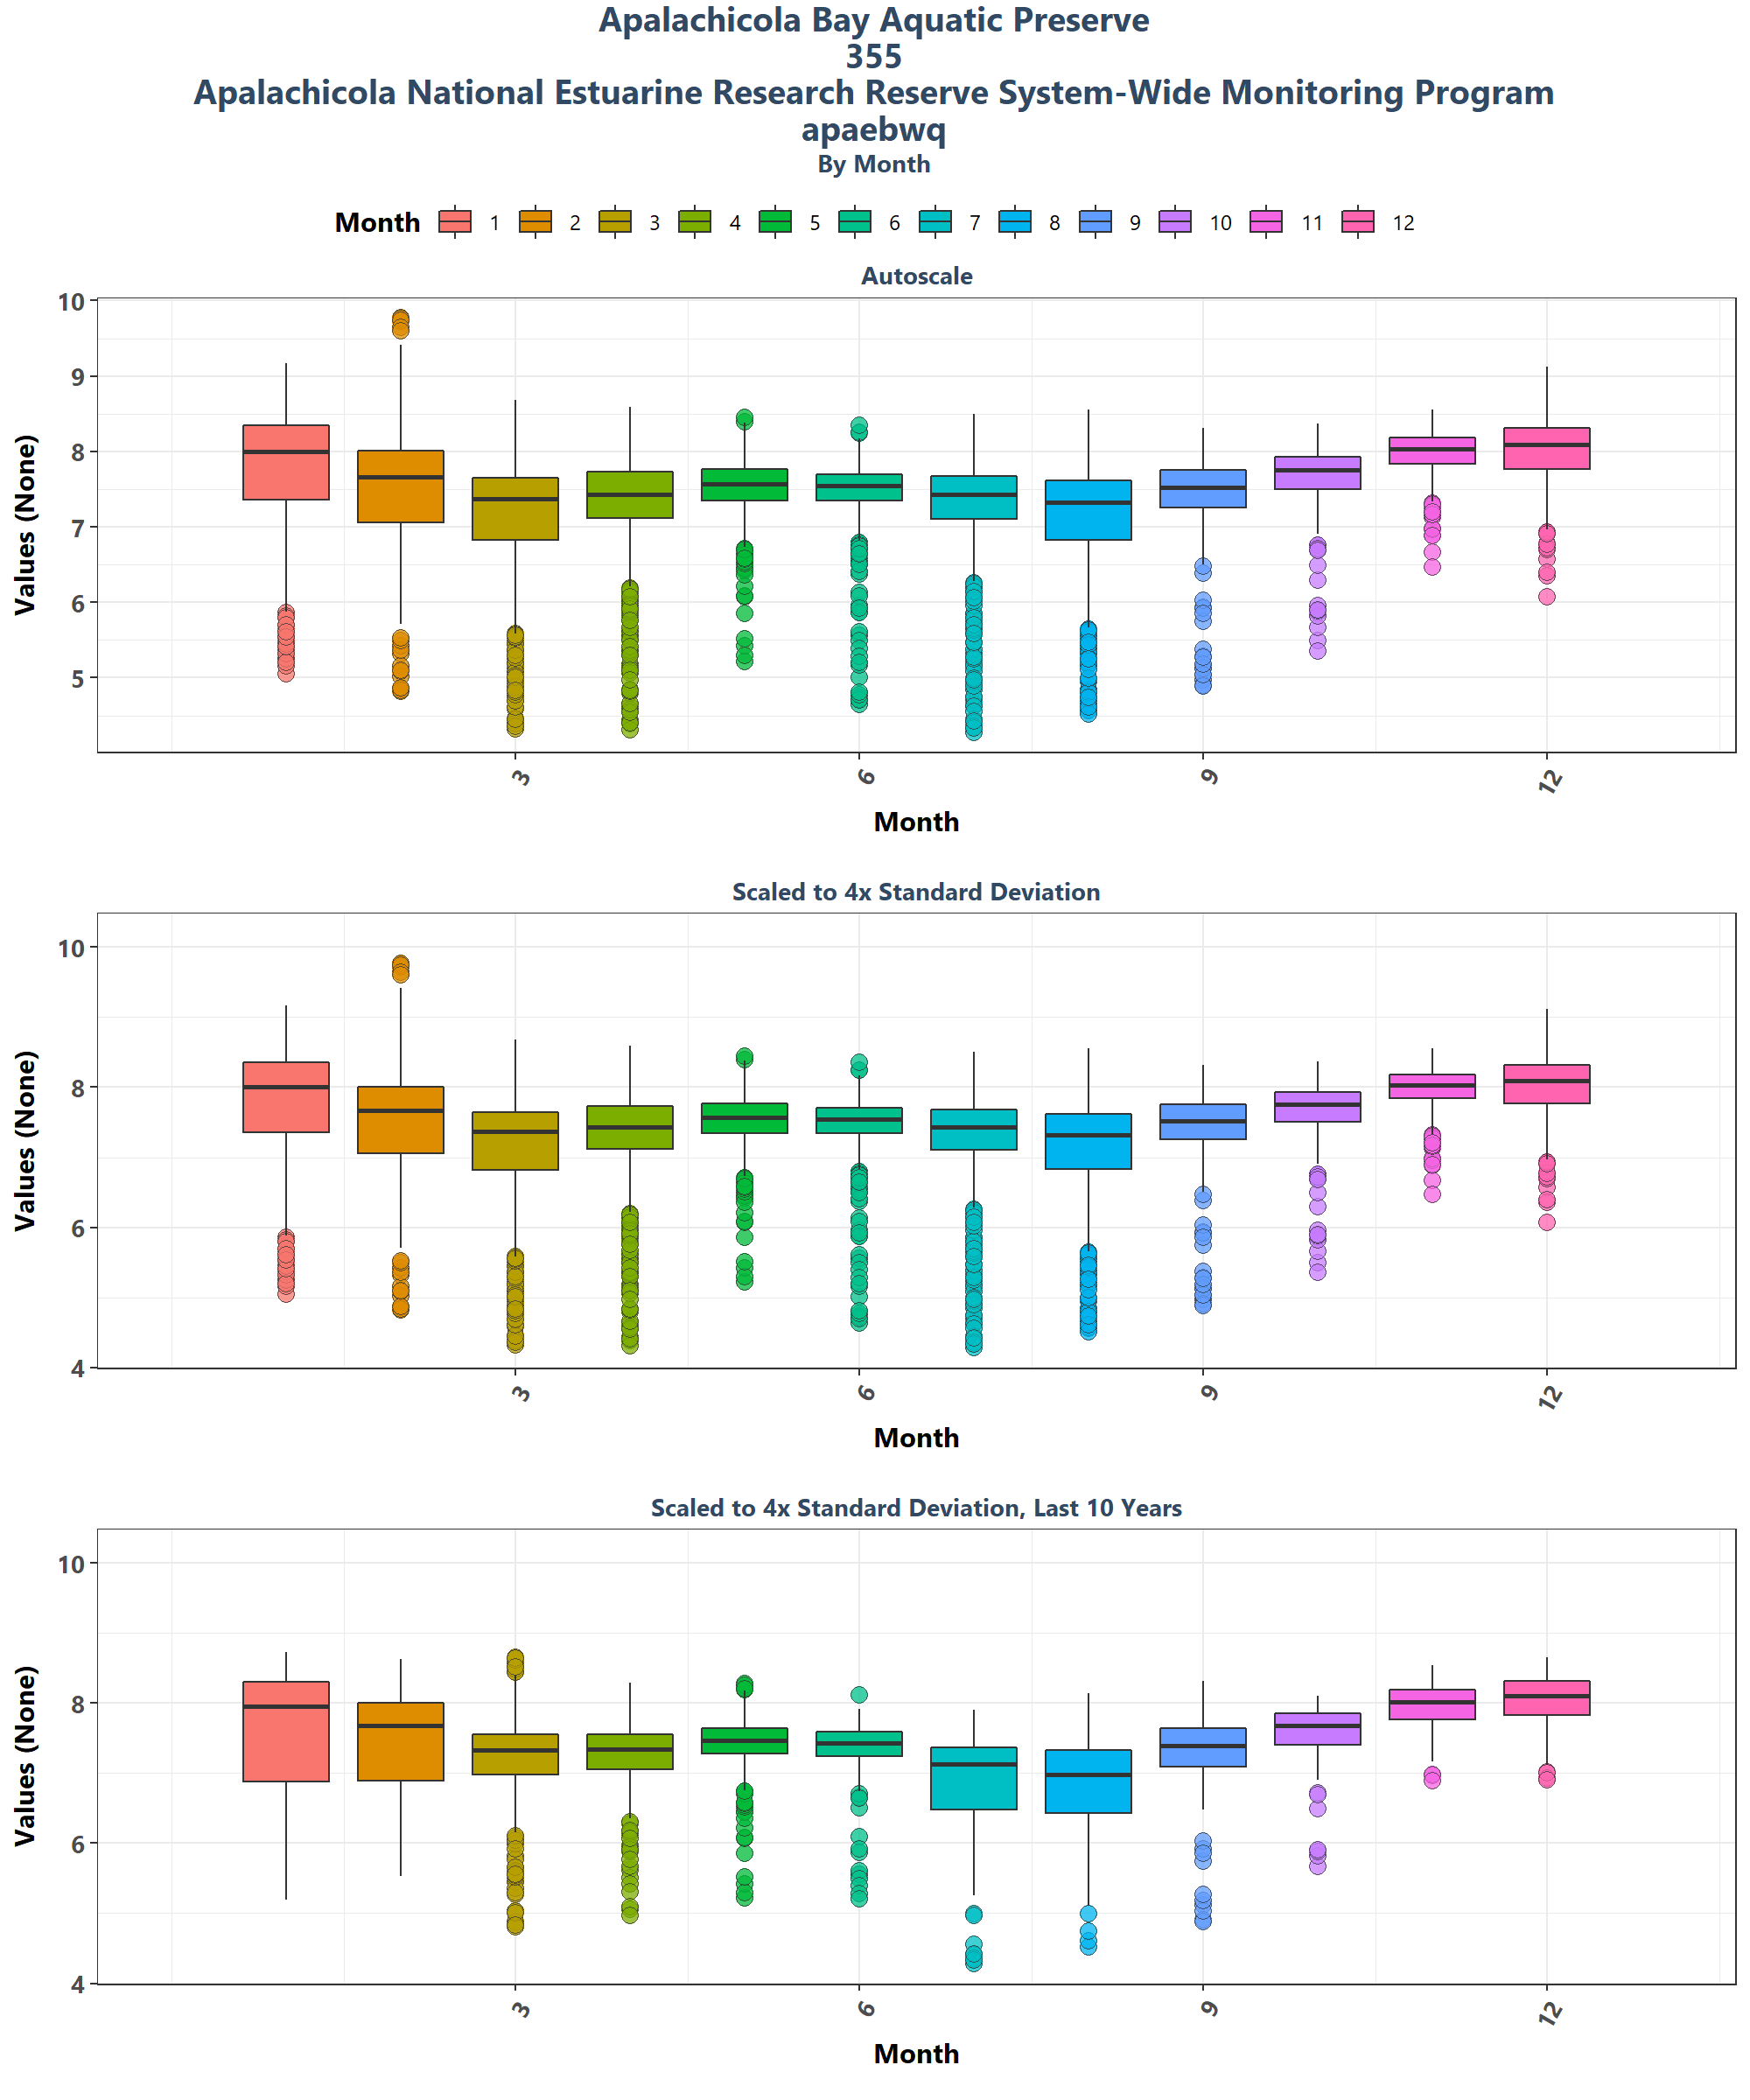 Apalachicola Bay Aquatic Preserve
355
Apalachicola National Estuarine Research Reserve System-Wide Monitoring Program
apaebwq
By Month
Month 1 2 3 4 5 6 7 8 9 10 11 12
Autoscale
Values (None)
10
9
8
7
6
5
3 6 9 12
Month
Scaled to 4x Standard Deviation
Values (None)
10
8
6
4
3 6 9 12
Month
Scaled to 4x Standard Deviation, Last 10 Years
Values (None)
10
8
6
4
3 6 9 12
Month